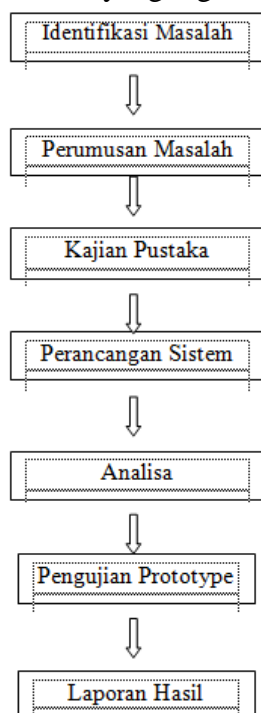 Identifikasi Masalah
Perumusan Masalah
Kajian Pustaka
Perancangan Sistem
Analisa
Pengujian Prototype
Laporan Hasil